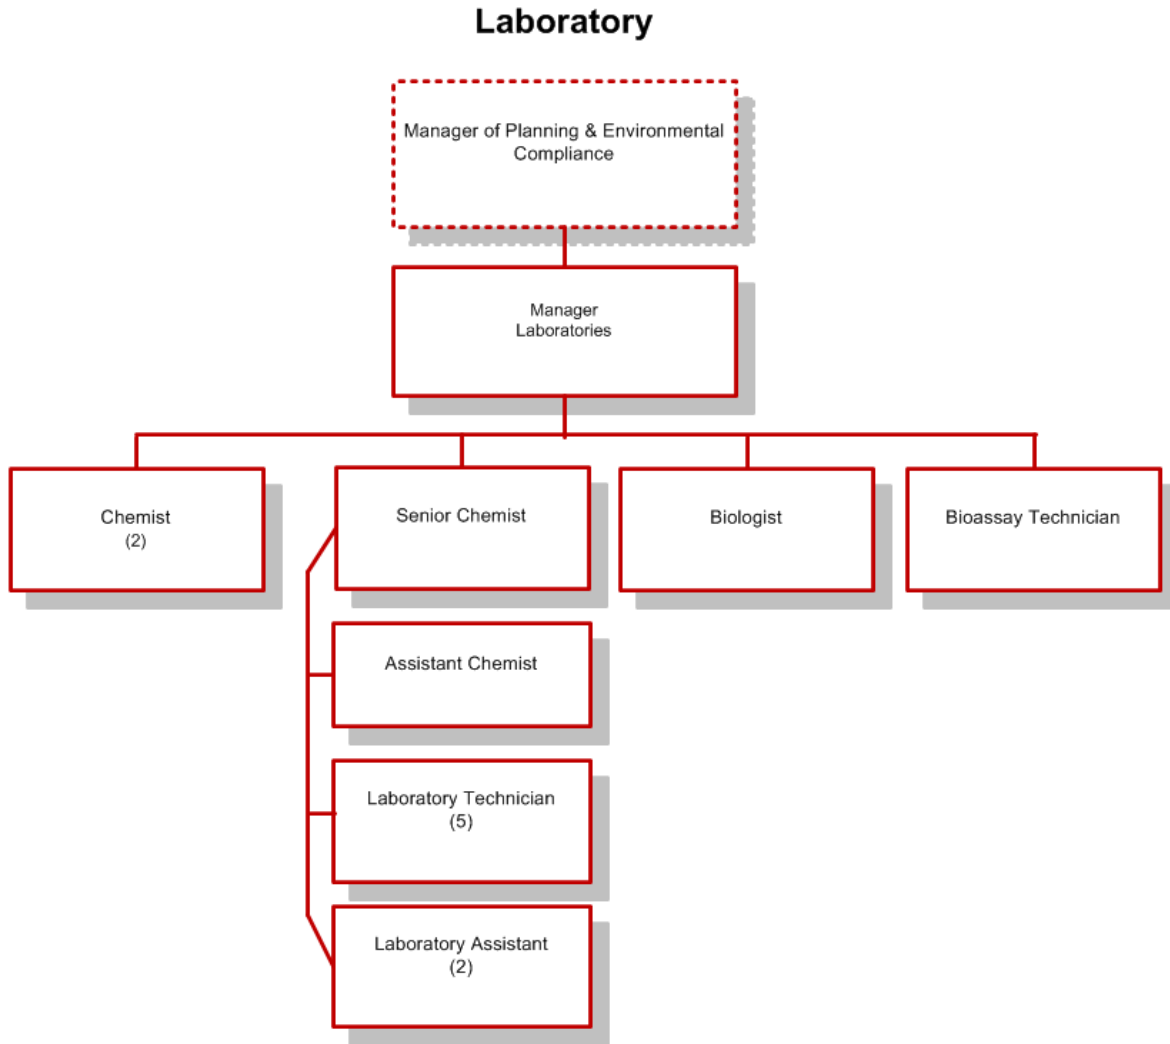 Laboratory
Manager of Planning & Environmental
Compliance
Manager
Laboratories
Chemist
(2)
Senior Chemist
Biologist
Bioassay Technician
Assistant Chemist
Laboratory Technician
(5)
Laboratory Assistant
(2)